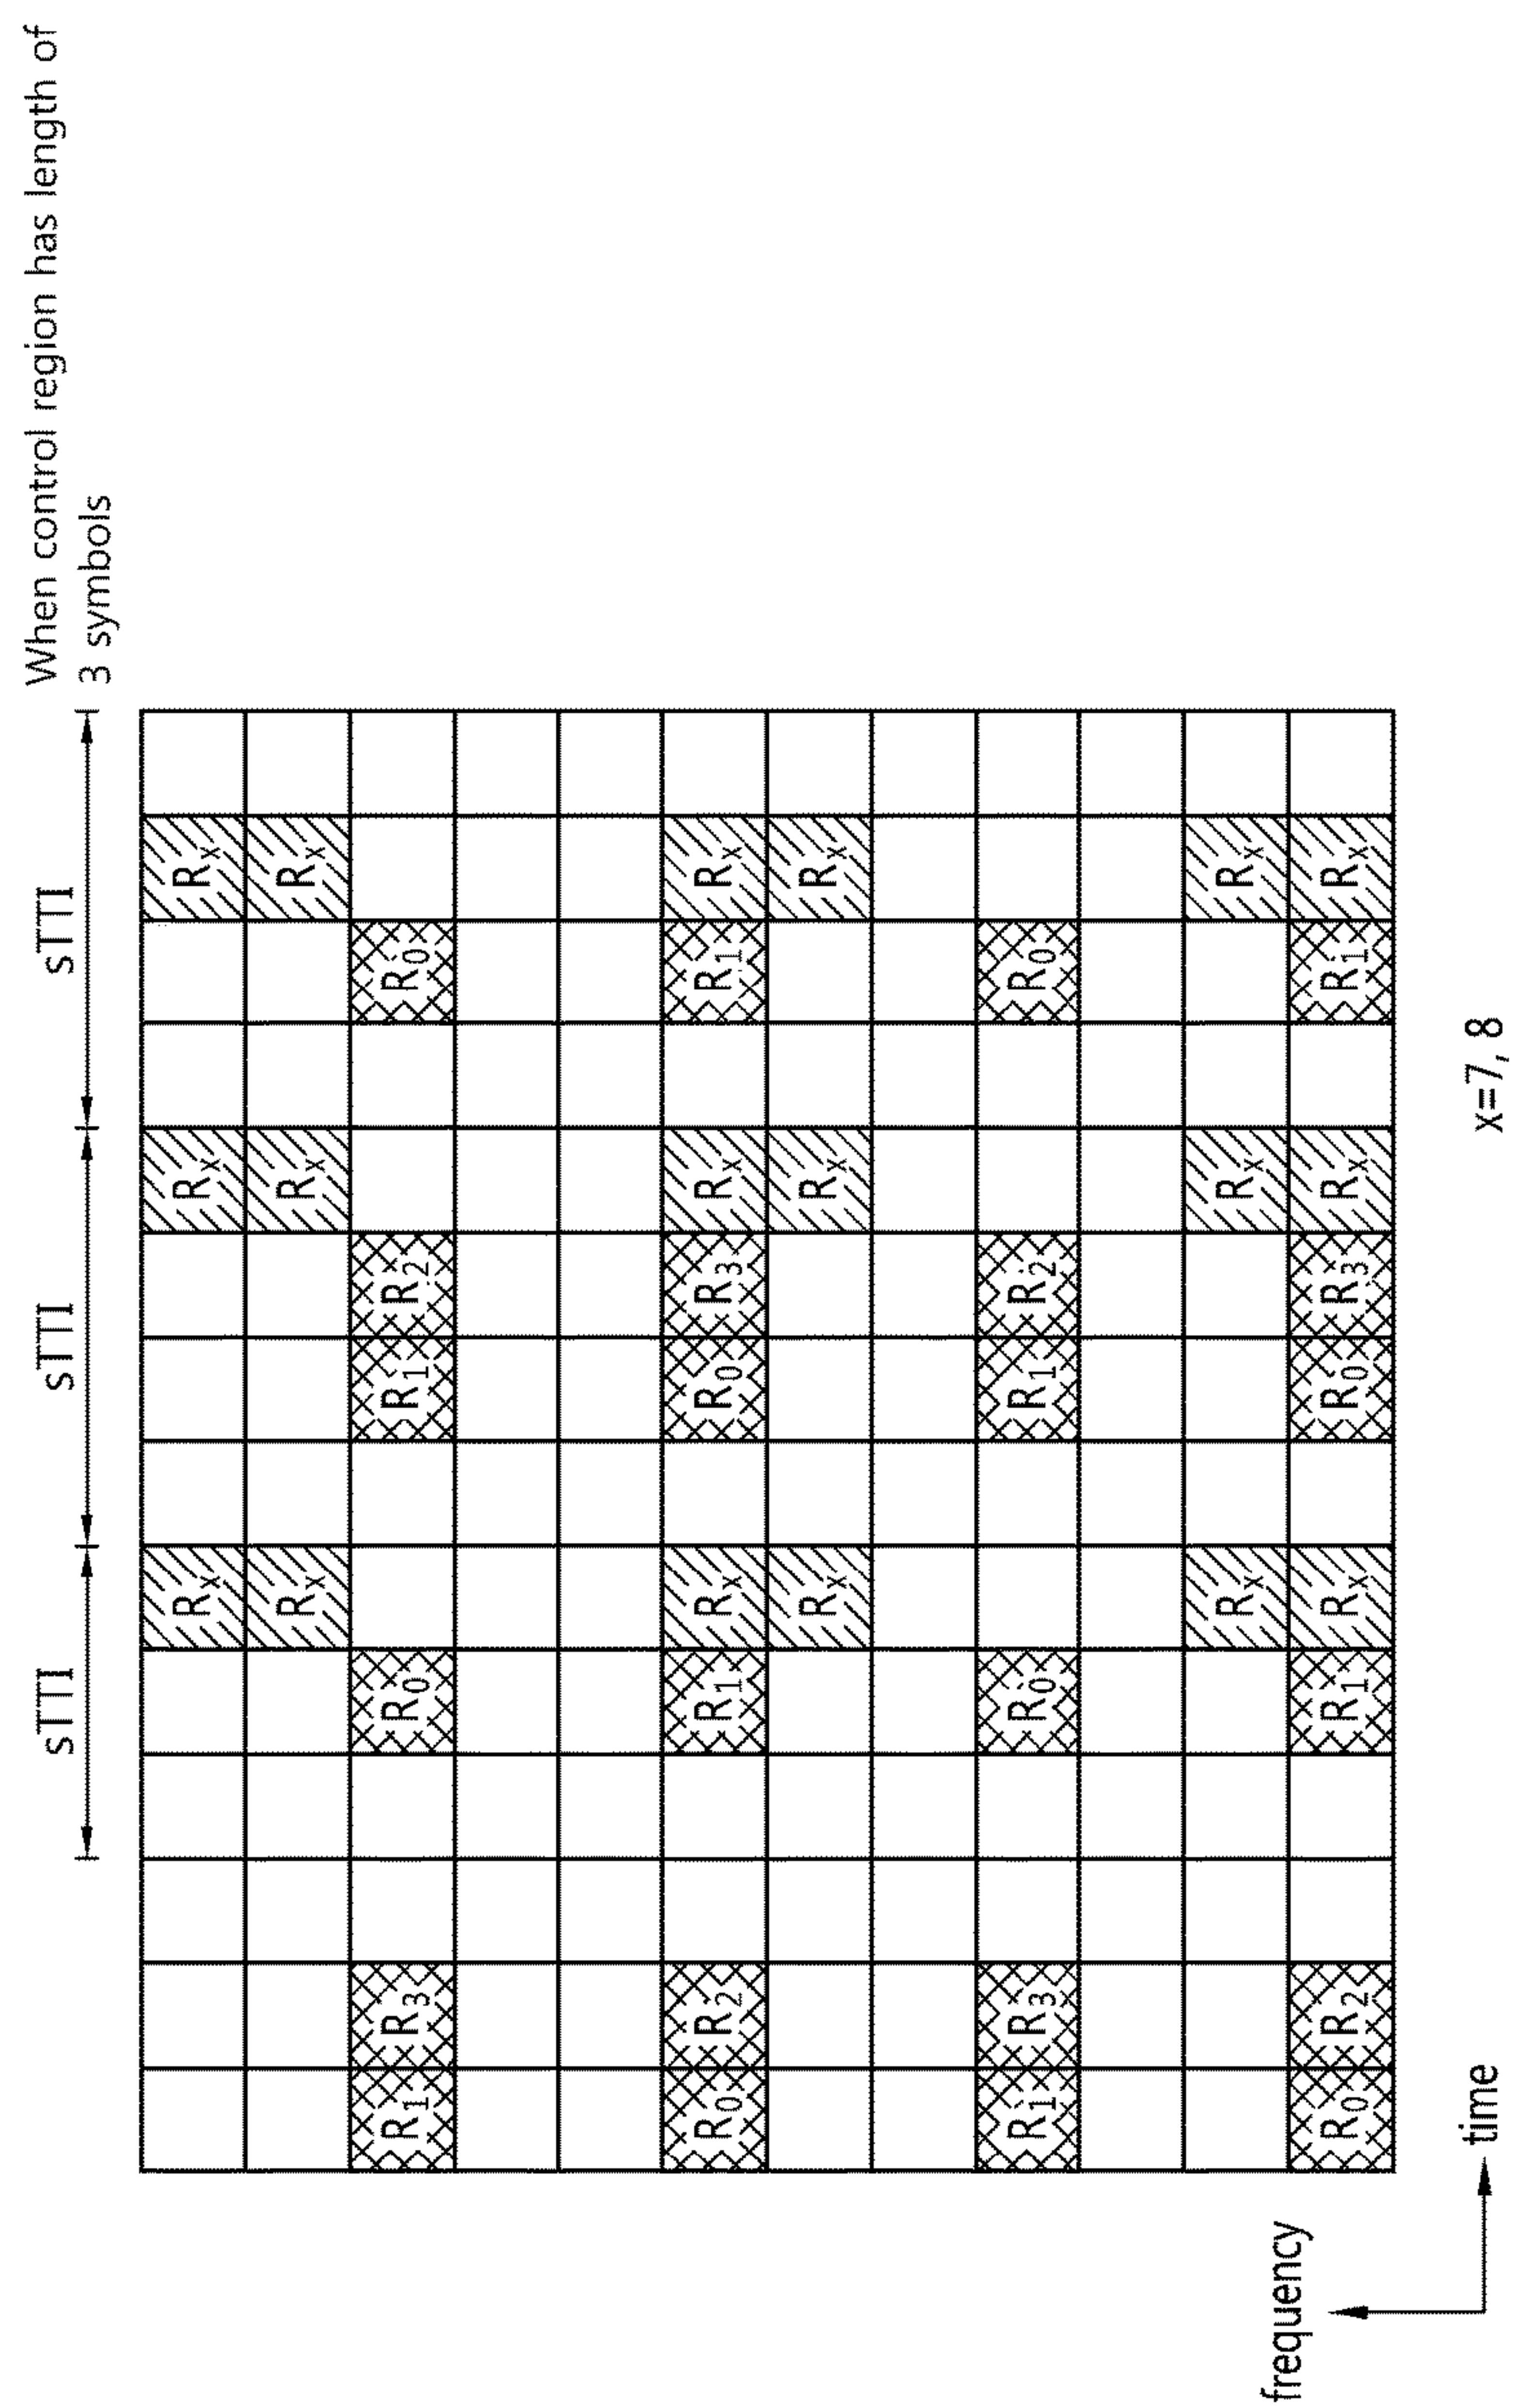 When control region has length of
3 symbols
sTTI sTTI sTTI
Rₓ Rₓ Rₓ
Rₓ Rₓ Rₓ
R₁ R₃ R₀ R₁ R₂ R₀
R₀ R₂ R₁ Rₓ R₀ R₃ Rₓ R₁ Rₓ
Rₓ Rₓ Rₓ
R₁ R₃ R₀ R₁ R₂ R₀
Rₓ Rₓ Rₓ
R₀ R₂ R₁ Rₓ R₀ R₃ Rₓ R₁ Rₓ
frequency
time
x=7, 8